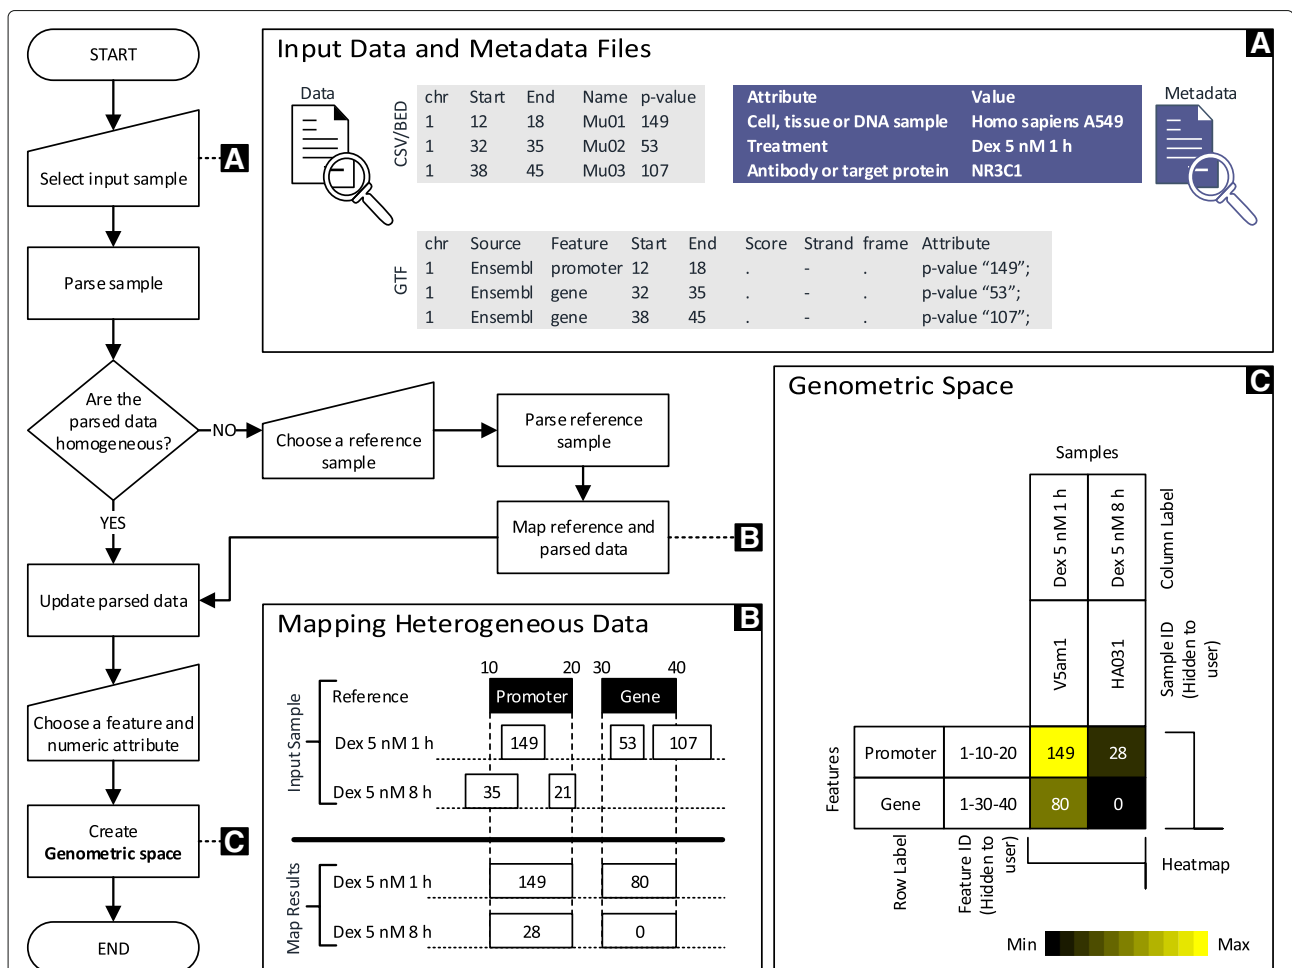 START
Select input sample
A
Parse sample
Are the
parsed data
homogeneous?
NO
YES
Choose a reference
sample
Parse reference
sample
Map reference and
parsed data
B
Update parsed data
Choose a feature and
numeric attribute
Create
Genometric space
C
END
Input Data and Metadata Files
A
Data
CSV/BED
chr Start End Name p-value
1 12 18 Mu01 149
1 32 35 Mu02 53
1 38 45 Mu03 107
Attribute Value
Cell, tissue or DNA sample Homo sapiens A549
Treatment Dex 5 nM 1 h
Antibody or target protein NR3C1
Metadata
GTF
chr Source Feature Start End Score Strand frame Attribute
1 Ensembl promoter 12 18 . - . p-value “149”;
1 Ensembl gene 32 35 . - . p-value “53”;
1 Ensembl gene 38 45 . - . p-value “107”;
Mapping Heterogeneous Data
B
10 20 30 40
Input Sample
Reference Promoter Gene
Dex 5 nM 1 h 149 53 107
Dex 5 nM 8 h 35 21
Map Results
Dex 5 nM 1 h 149 80
Dex 5 nM 8 h 28 0
Genometric Space
C
Samples
Dex 5 nM 1 h
Dex 5 nM 8 h
Column Label
V5am1
HA031
Sample ID
(Hidden to
user)
Features
Promoter 1-10-20 149 28
Gene 1-30-40 80 0
Row Label
Feature ID
(Hidden to
user)
Heatmap
Min Max